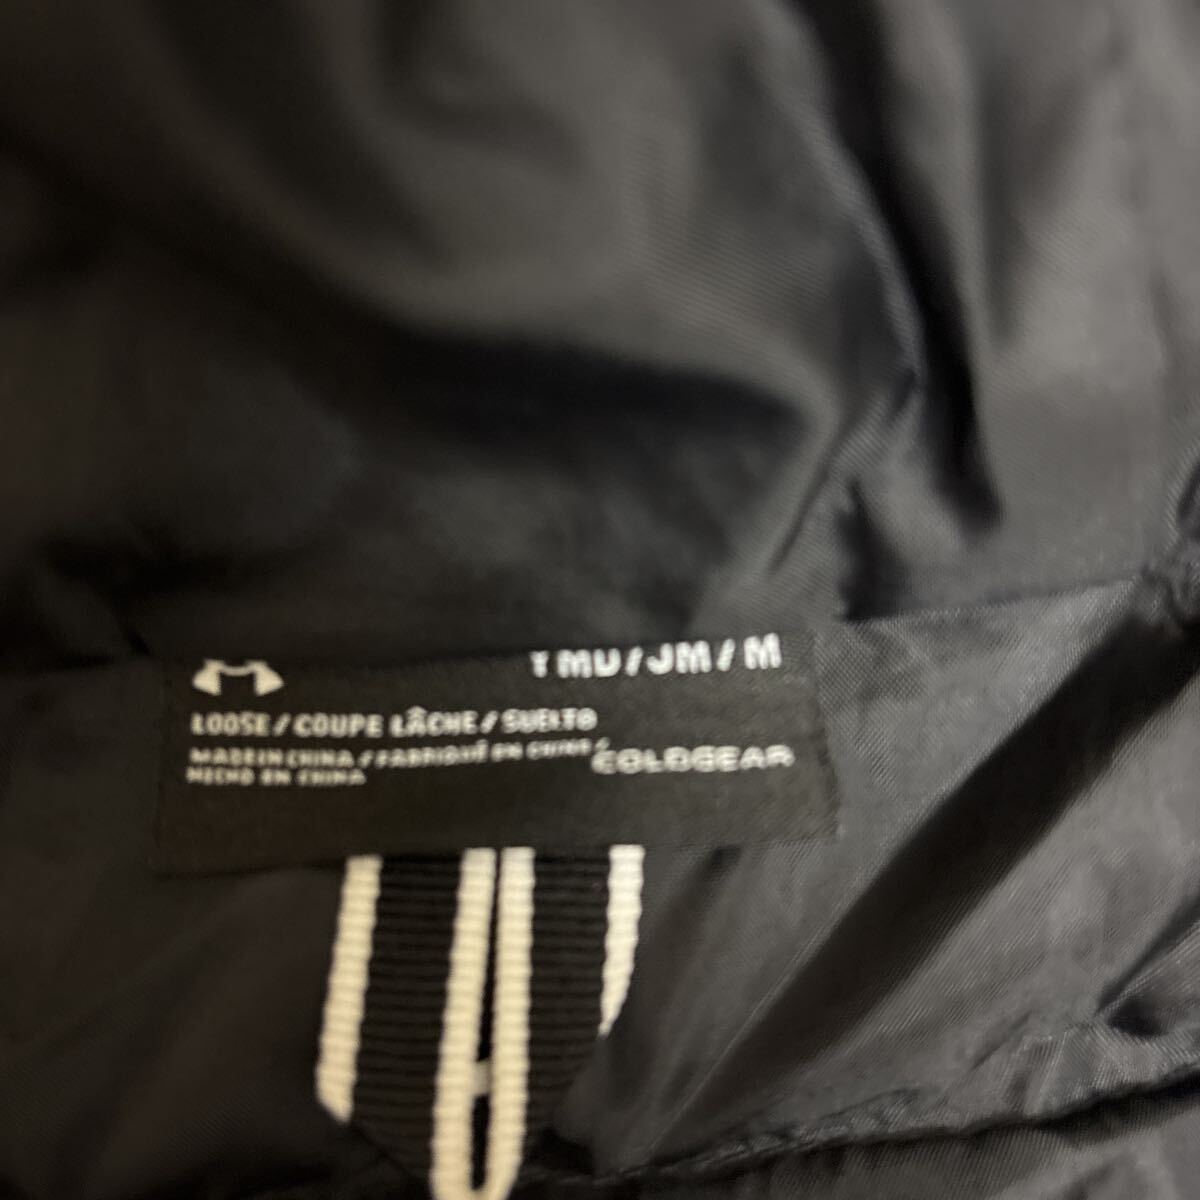 YMD/JM/M
LOOSE/COUPE LÂCHE/SUELTO
MADE IN CHINA/FABRIQUÉ EN CHINE/
HECHO EN CHINA
COLDGEAR